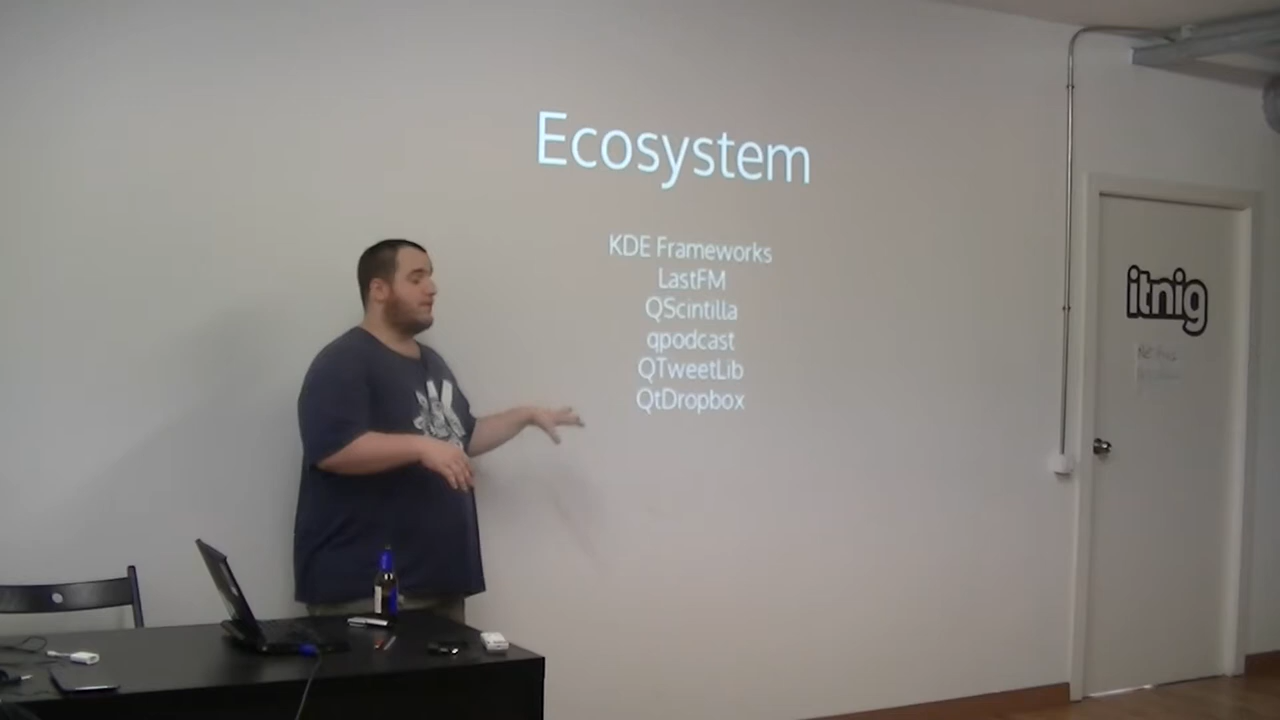 Ecosystem
KDE Frameworks
LastFM
QScintilla
qpodcast
QTweetLib
QtDropbox
itnig